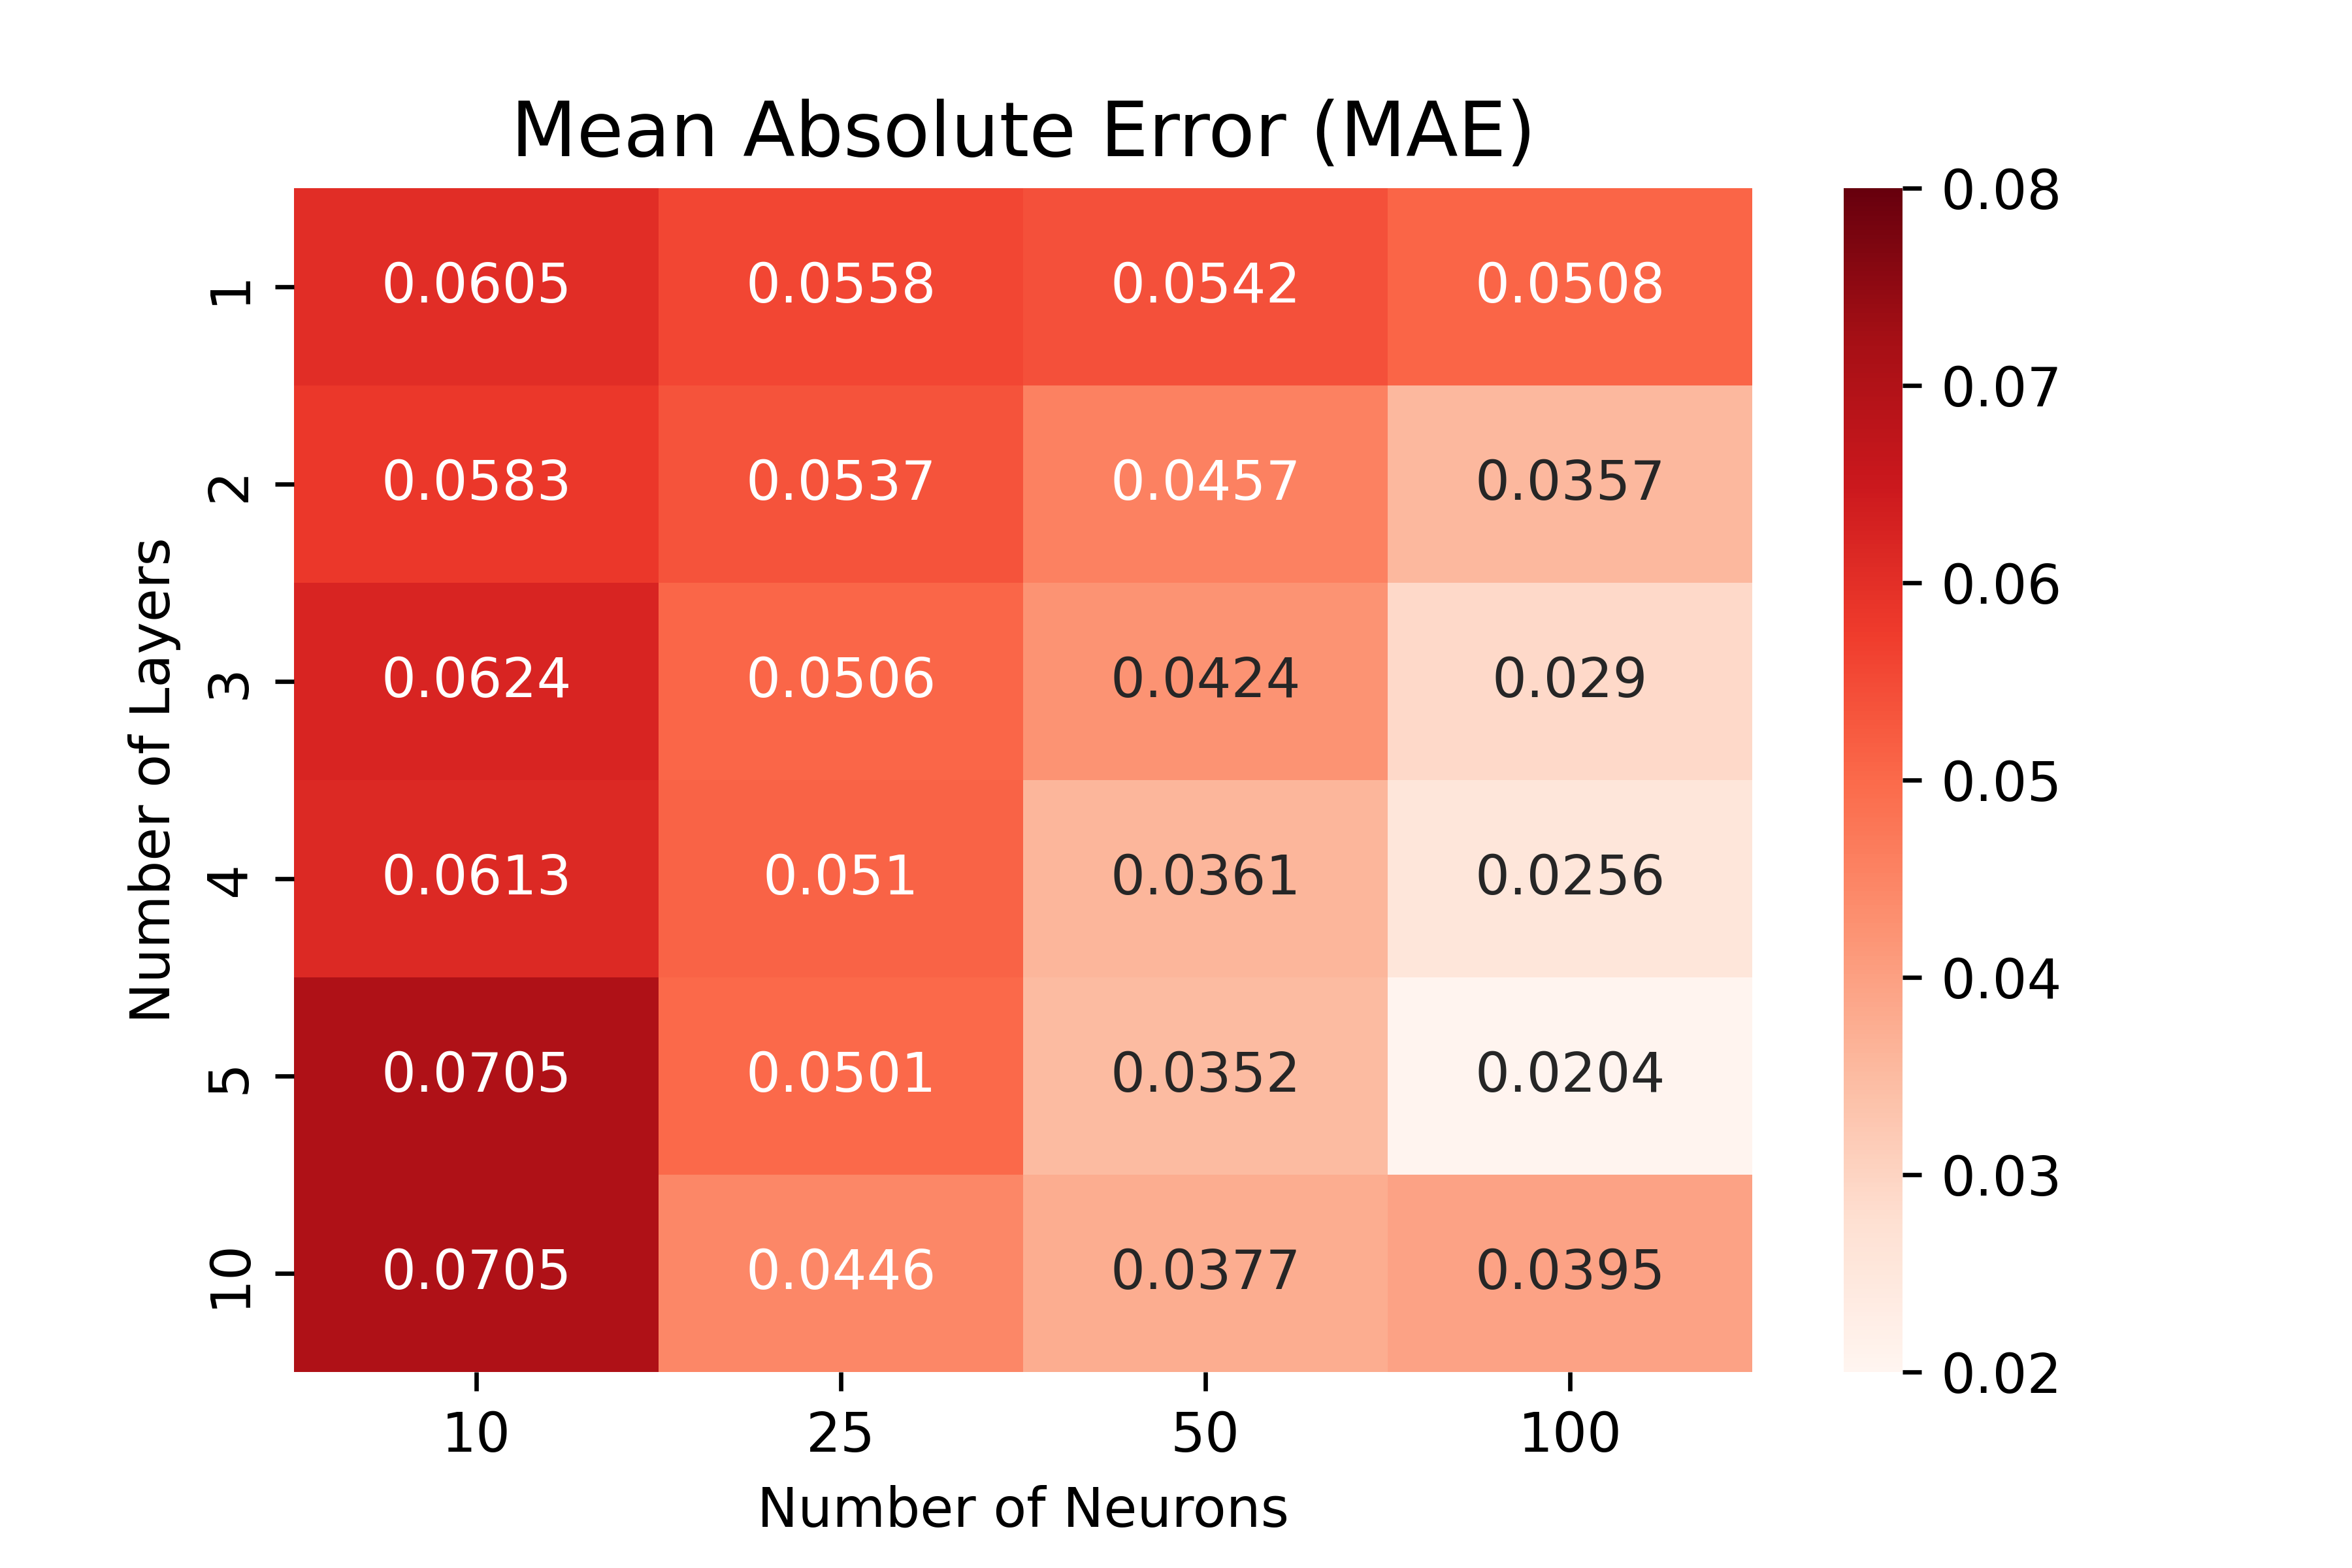 Mean Absolute Error (MAE)
0.08
1 0.0605 0.0558 0.0542 0.0508
0.07
2 0.0583 0.0537 0.0457 0.0357
0.06
3 0.0624 0.0506 0.0424 0.029
0.05
4 0.0613 0.051 0.0361 0.0256
0.04
5 0.0705 0.0501 0.0352 0.0204
0.03
10 0.0705 0.0446 0.0377 0.0395
0.02
Number of Layers
10 25 50 100
Number of Neurons